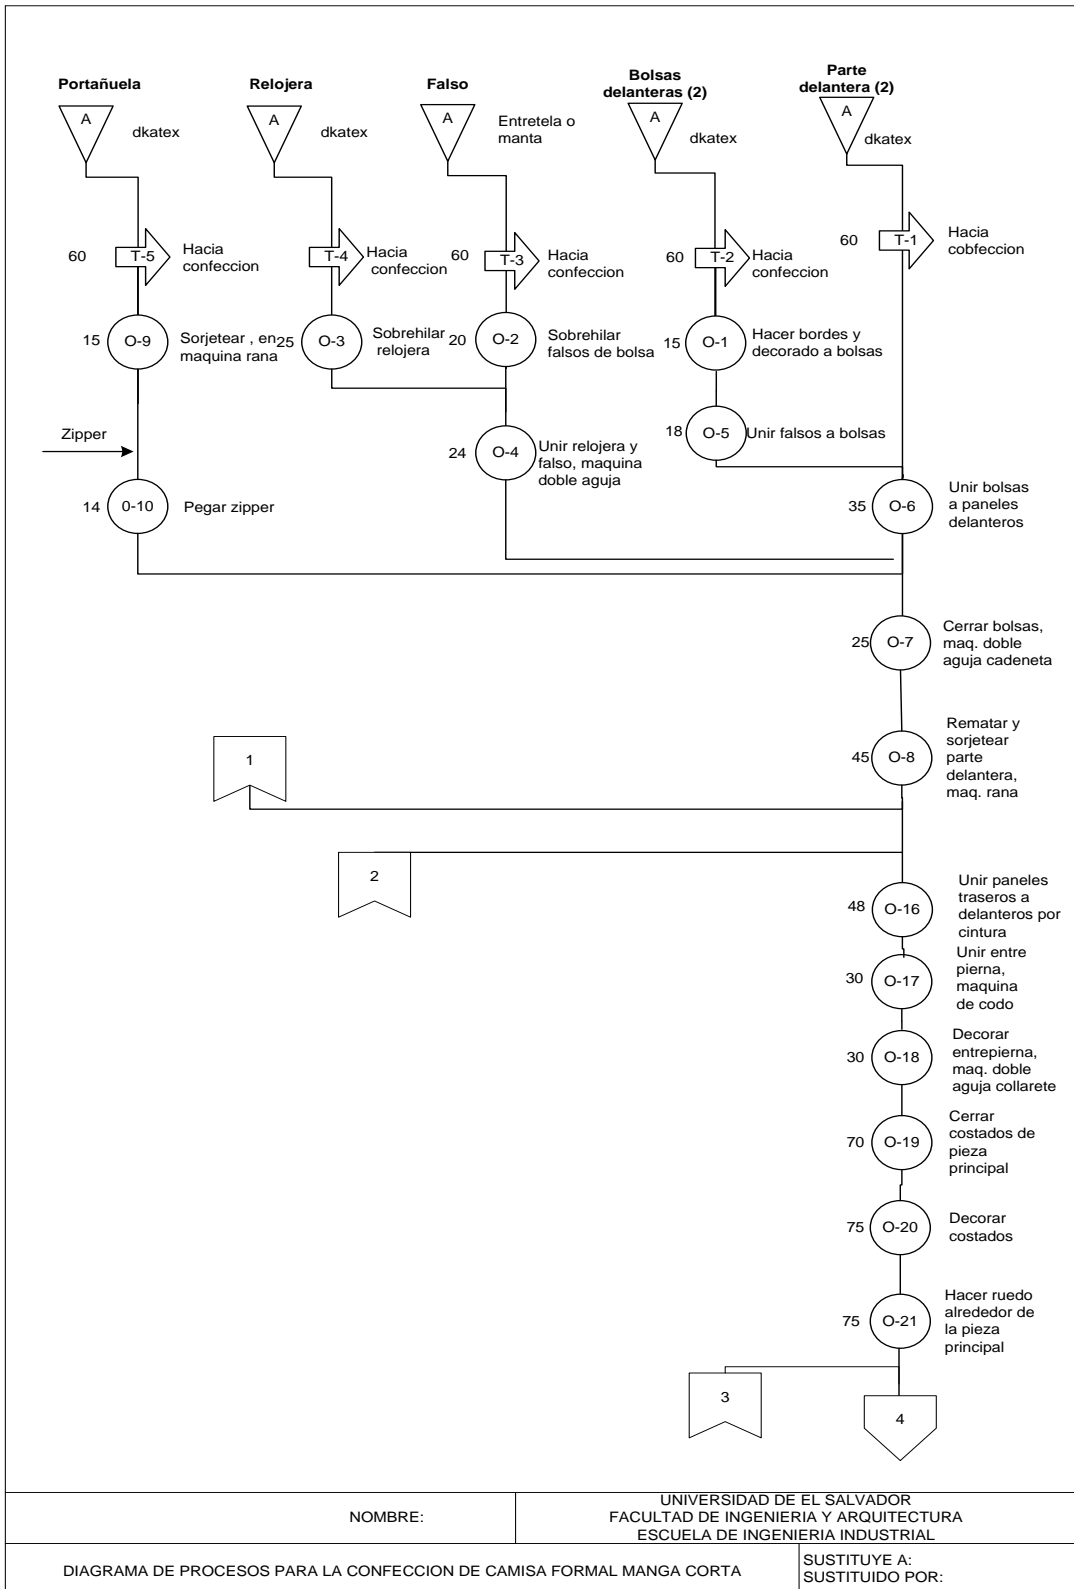 Portañuela
Relojera
Falso
Bolsas
delanteras (2)
Parte
delantera (2)
A
dkatex
A
dkatex
A
Entretela o
manta
A
dkatex
A
dkatex
60
T-5
Hacia
confeccion
T-4
Hacia
confeccion
60
T-3
Hacia
confeccion
60
T-2
Hacia
confeccion
60
T-1
Hacia
cobfeccion
15
O-9
Sorjetear , en
maquina rana
25
O-3
Sobrehilar
relojera
20
O-2
Sobrehilar
falsos de bolsa
15
O-1
Hacer bordes y
decorado a bolsas
Zipper
24
O-4
Unir relojera y
falso, maquina
doble aguja
18
O-5
Unir falsos a bolsas
14
0-10
Pegar zipper
35
O-6
Unir bolsas
a paneles
delanteros
25
O-7
Cerrar bolsas,
maq. doble
aguja cadeneta
1
45
O-8
Rematar y
sorjetear
parte
delantera,
maq. rana
2
48
O-16
Unir paneles
traseros a
delanteros por
cintura
30
O-17
Unir entre
pierna,
maquina
de codo
30
O-18
Decorar
entrepierna,
maq. doble
aguja collarete
70
O-19
Cerrar
costados de
pieza
principal
75
O-20
Decorar
costados
75
O-21
Hacer ruedo
alrededor de
la pieza
principal
3
4
NOMBRE:
UNIVERSIDAD DE EL SALVADOR
FACULTAD DE INGENIERIA Y ARQUITECTURA
ESCUELA DE INGENIERIA INDUSTRIAL
DIAGRAMA DE PROCESOS PARA LA CONFECCION DE CAMISA FORMAL MANGA CORTA
SUSTITUYE A:
SUSTITUIDO POR: